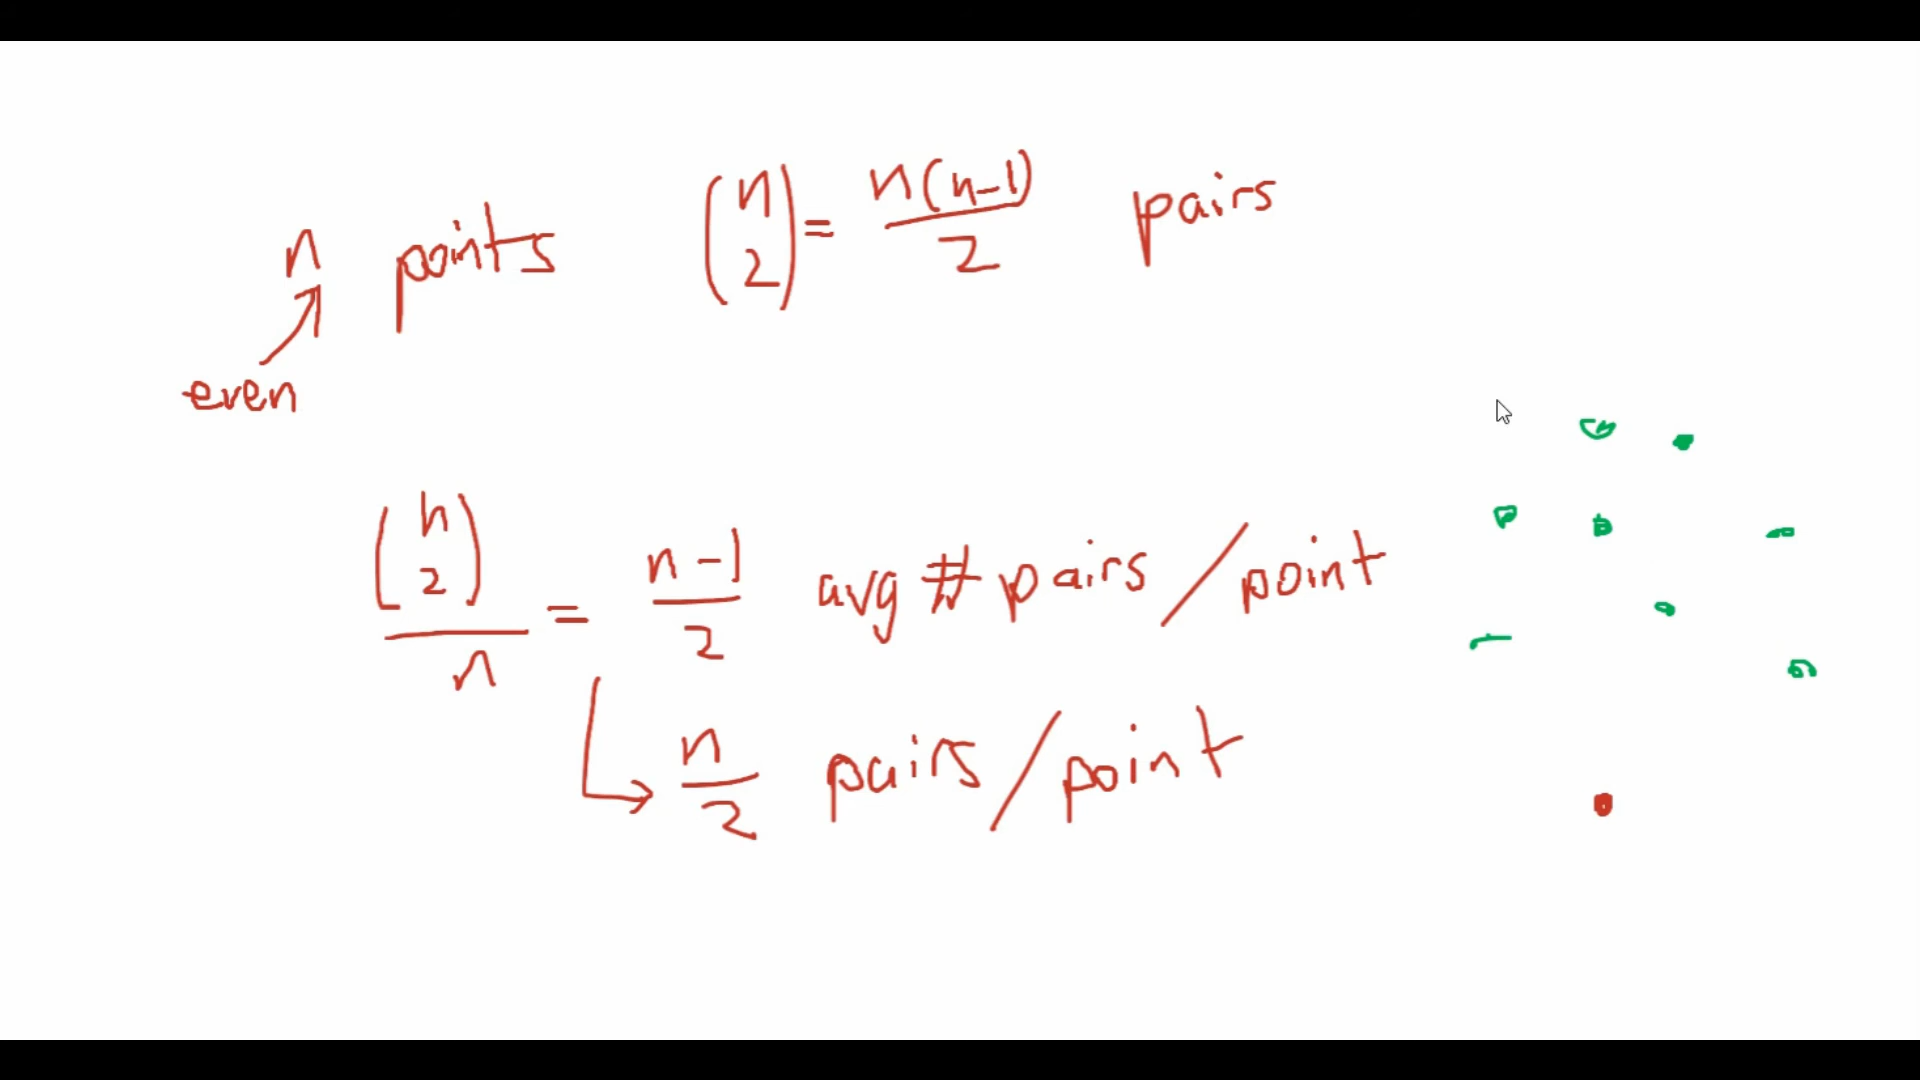 n points (n 2) = n(n-1)/2 pairs
even
(n 2)/n = n-1/2 avg # pairs/point
n/2 pairs/point